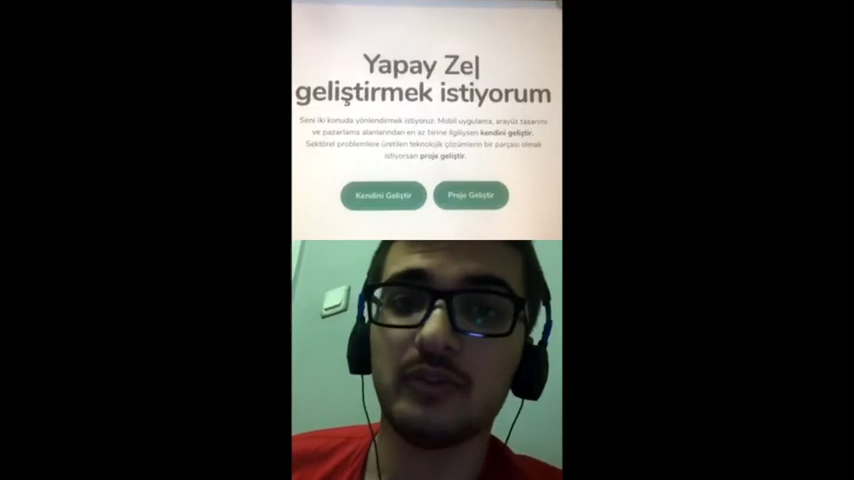 Yapay Ze|
geliştirmek istiyorum
Seni iki konuda yönlendirmek istiyoruz. Mobil uygulama, arayüz tasarımı
ve pazarlama alanlarından en az birine ilgiliysen kendini geliştir.
Sektörel problemlere üretilen teknolojik çözümlerin bir parçası olmak
istiyorsan proje geliştir.
Kendini Geliştir
Proje Geliştir